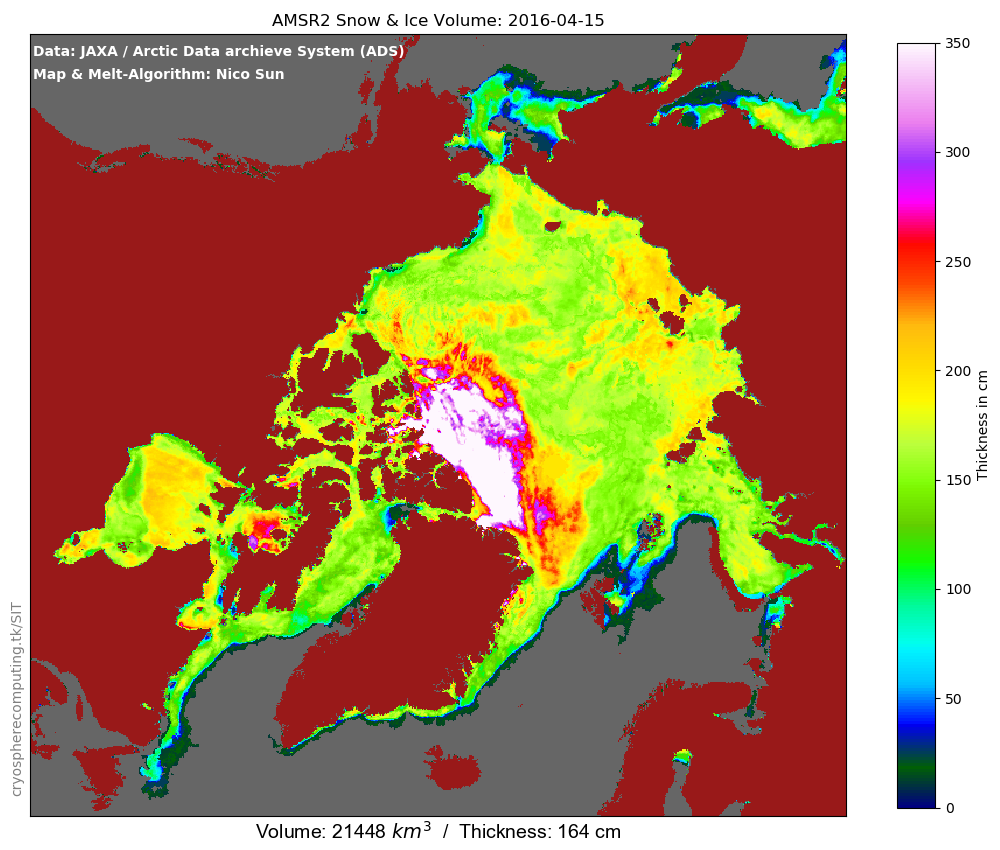 AMSR2 Snow & Ice Volume: 2016-04-15
Data: JAXA / Arctic Data archieve System (ADS)
Map & Melt-Algorithm: Nico Sun
350
300
250
200
150
100
50
0
Thickness in cm
cryospherecomputing.tk/SIT
Volume: 21448 km³ / Thickness: 164 cm